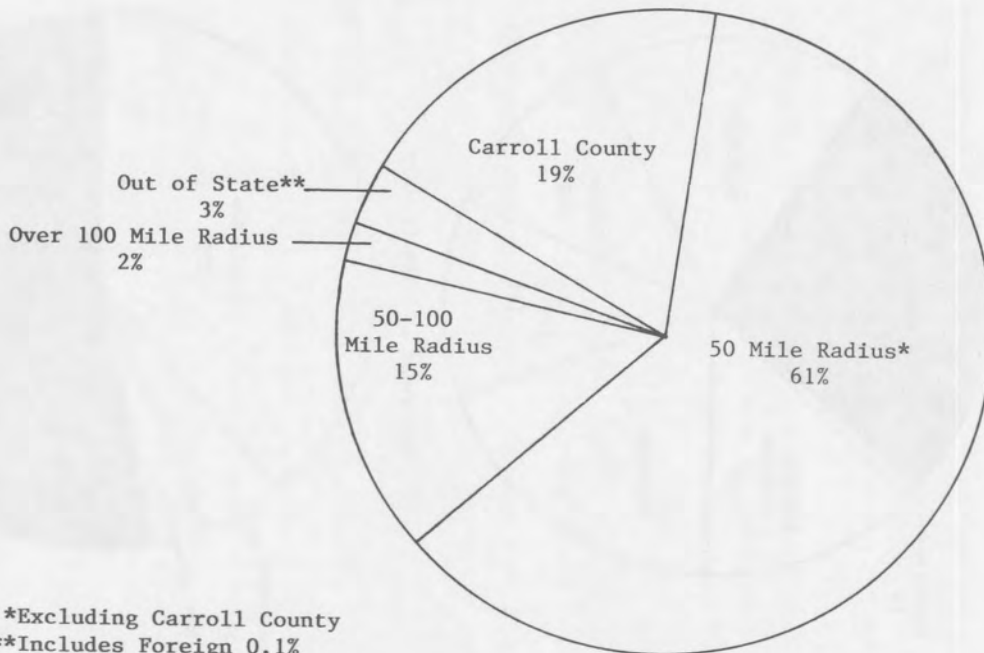 Carroll County
19%
Out of State**
3%
Over 100 Mile Radius
2%
50-100
Mile Radius
15%
50 Mile Radius*
61%
*Excluding Carroll County
**Includes Foreign 0.1%